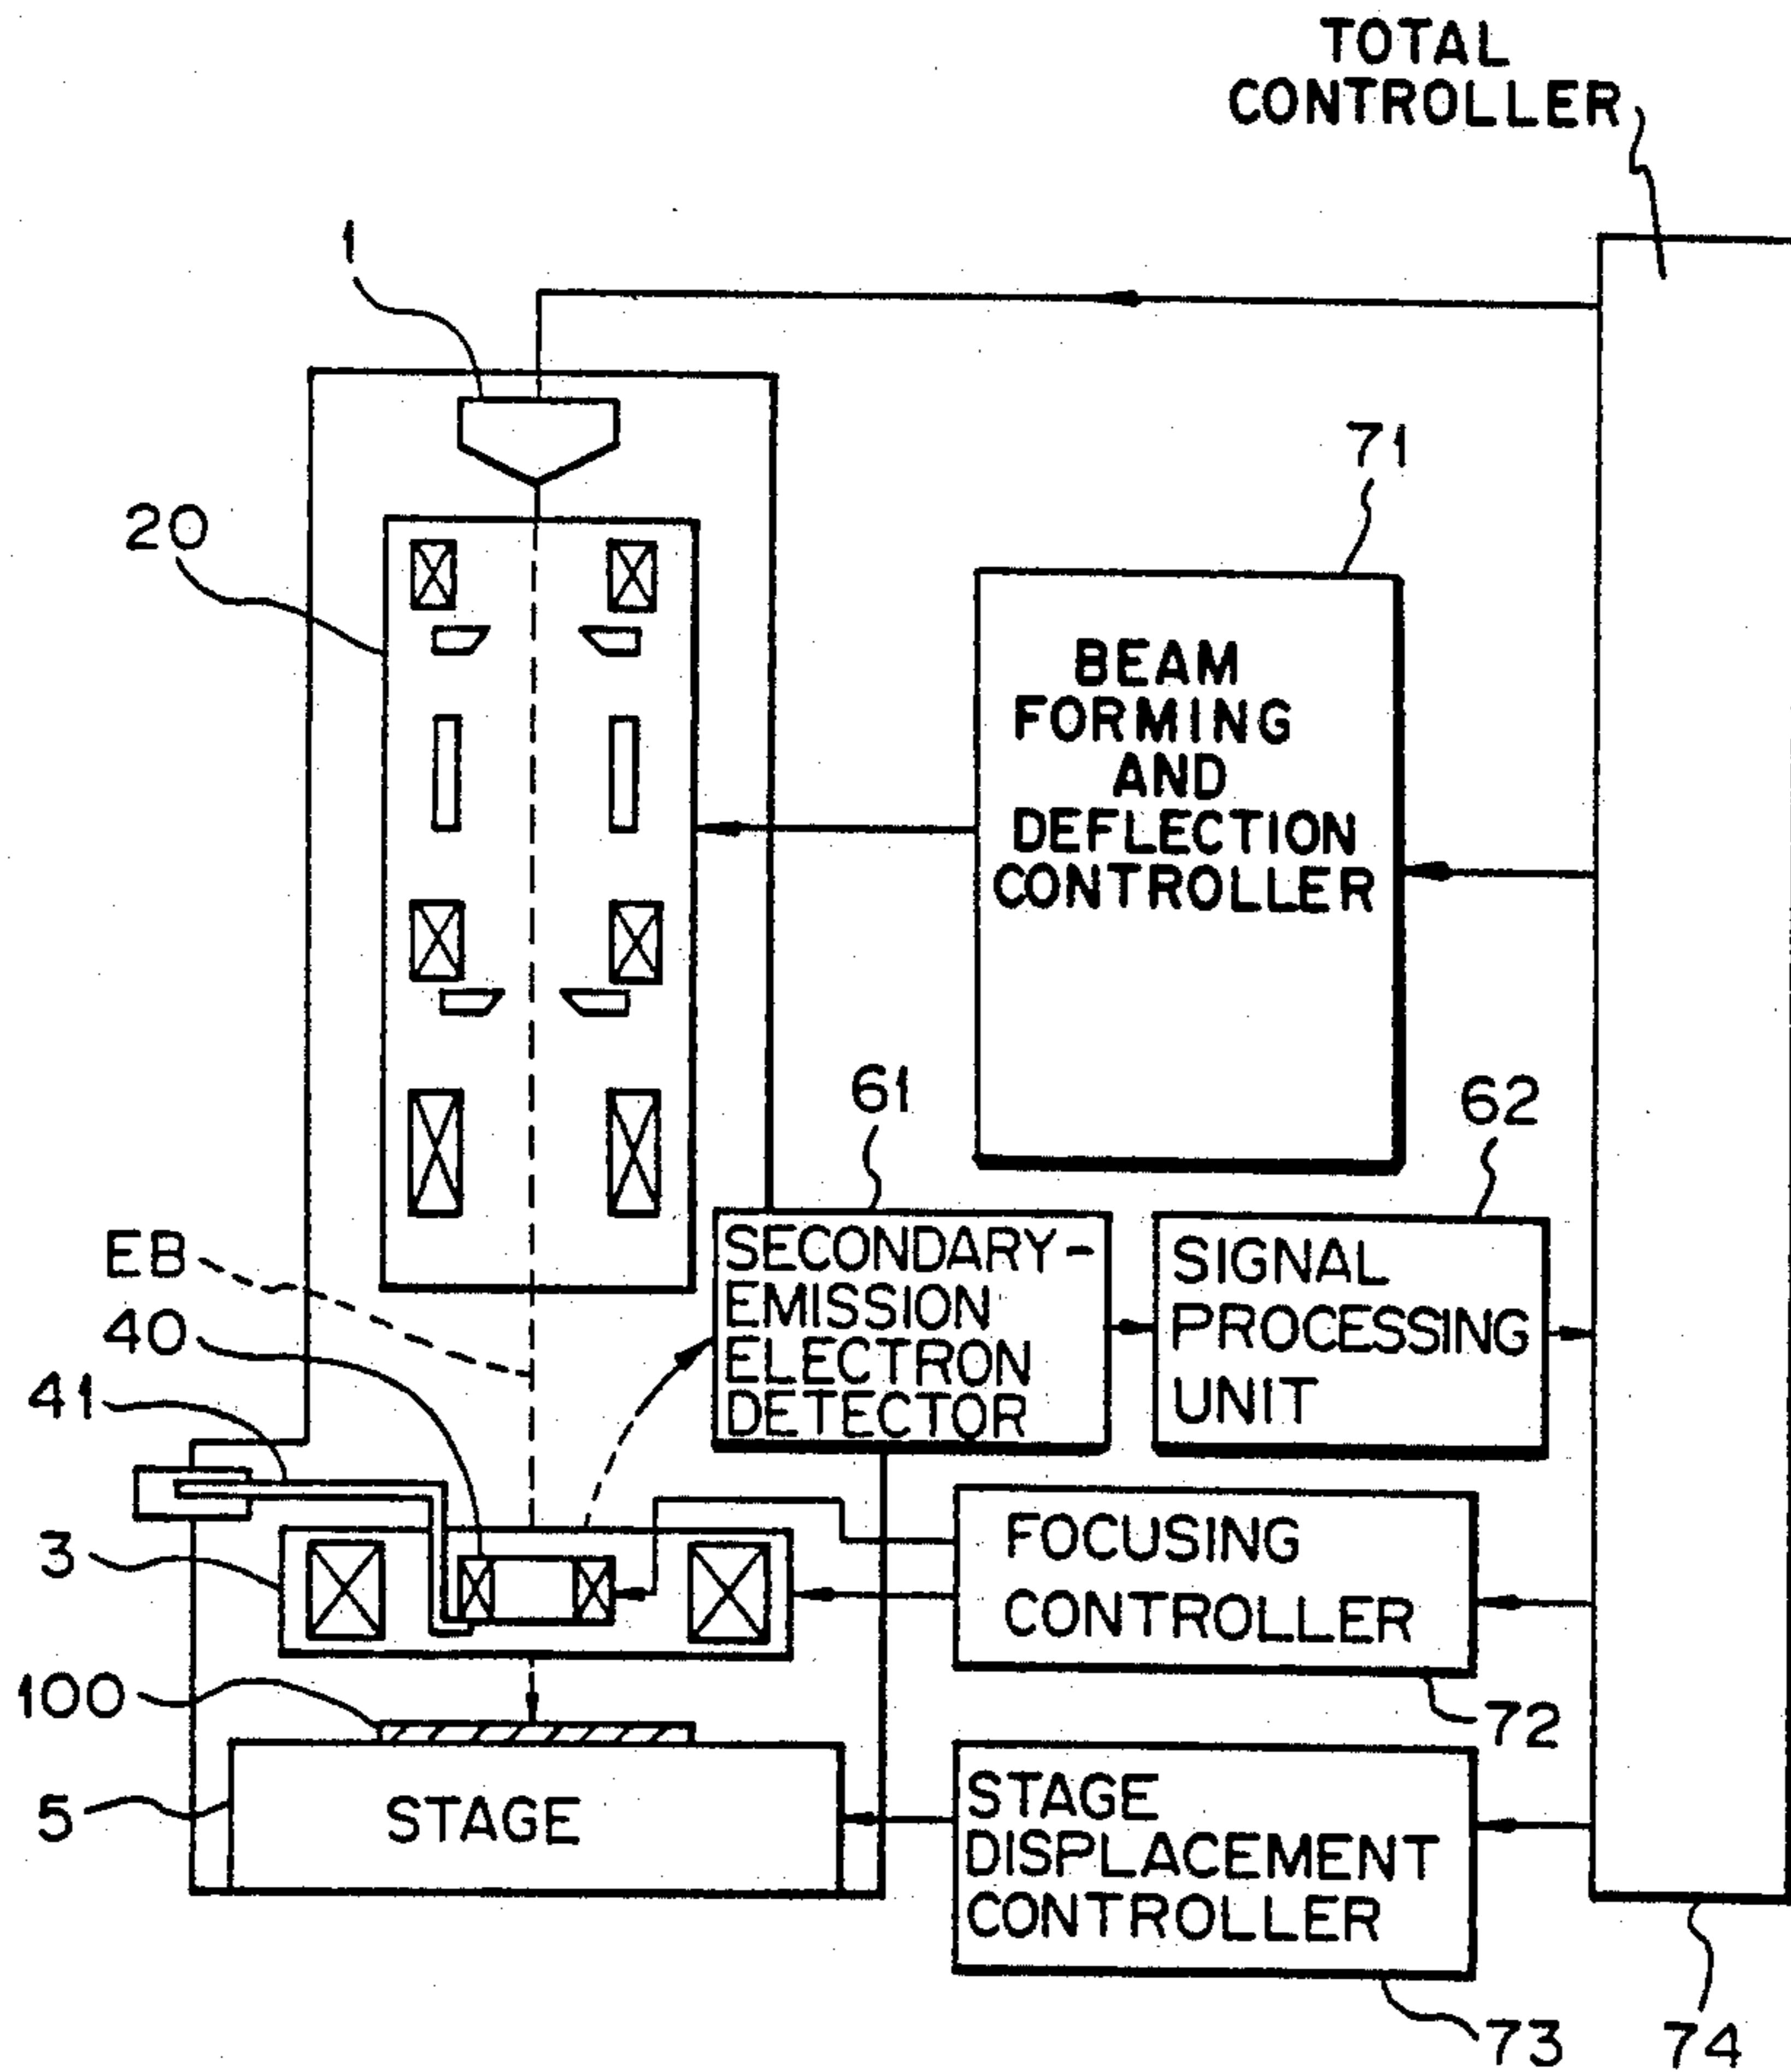 TOTAL
CONTROLLER
1
71
20
BEAM
FORMING
AND
DEFLECTION
CONTROLLER
61
62
EB
SECONDARY-
EMISSION
ELECTRON
DETECTOR
SIGNAL
PROCESSING
UNIT
40
41
3
FOCUSING
CONTROLLER
100
72
5
STAGE
STAGE
DISPLACEMENT
CONTROLLER
73
74